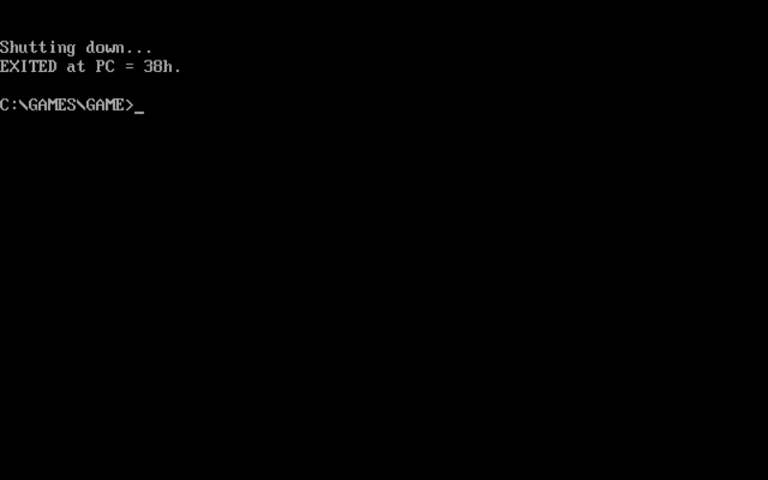 Shutting down...
EXITED at PC = 38h.
C:\GAMES\GAME>_